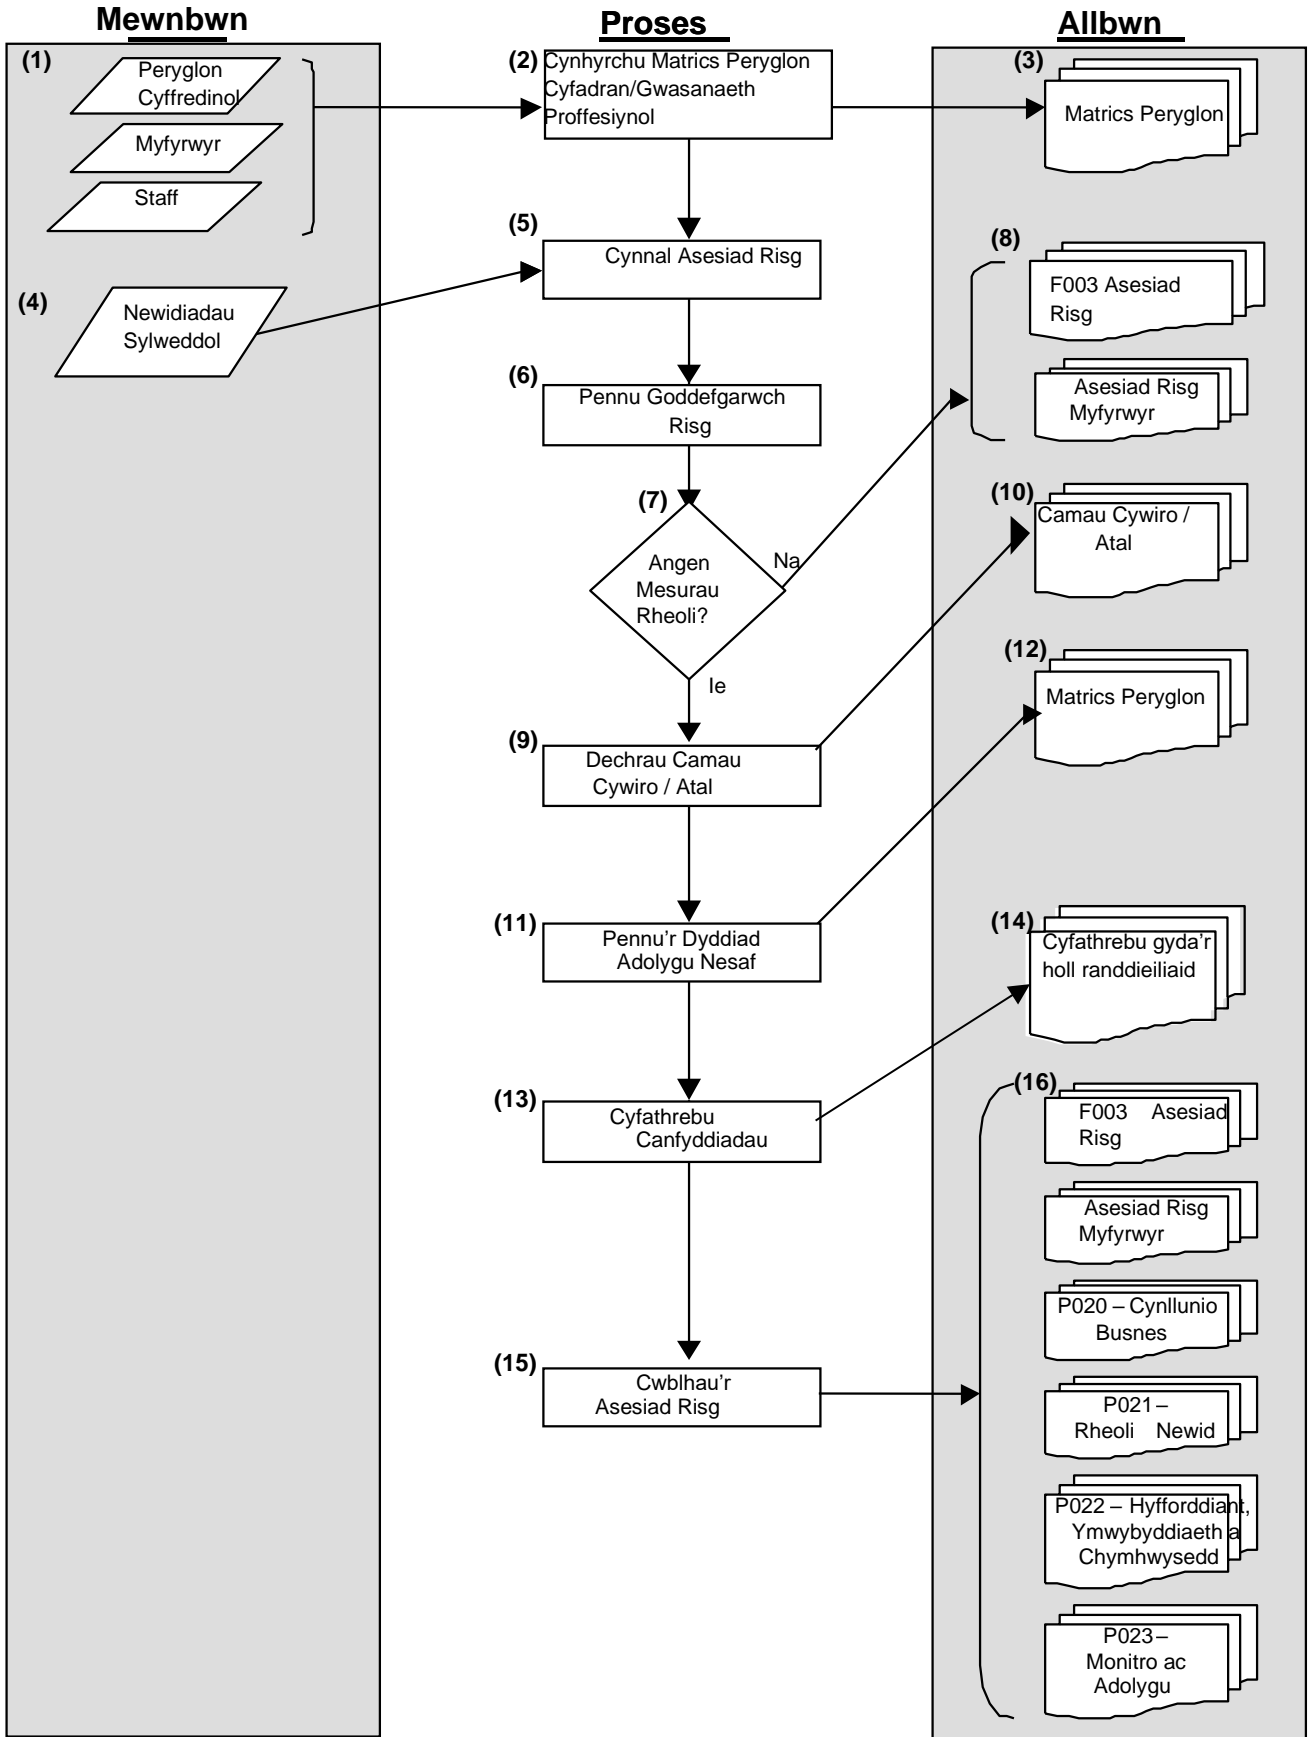 Mewnbwn
Proses
Allbwn
(1)
Peryglon
Cyffredinol
Myfyrwyr
Staff
(2)
Cynhyrchu Matrics Peryglon
Cyfadran/Gwasanaeth
Proffesiynol
(3)
Matrics Peryglon
(4)
Newidiadau
Sylweddol
(5)
Cynnal Asesiad Risg
(6)
Pennu Goddefgarwch
Risg
(7)
Angen
Mesurau
Rheoli?
Na
Ie
(8)
F003 Asesiad
Risg
Asesiad Risg
Myfyrwyr
(9)
Dechrau Camau
Cywiro / Atal
(10)
Camau Cywiro /
Atal
(11)
Pennu'r Dyddiad
Adolygu Nesaf
(12)
Matrics Peryglon
(13)
Cyfathrebu
Canfyddiadau
(14)
Cyfathrebu gyda'r
holl randdieiliaid
(15)
Cwblhau'r
Asesiad Risg
(16)
F003 Asesiad
Risg
Asesiad Risg
Myfyrwyr
P020 – Cynllunio
Busnes
P021 –
Rheoli Newid
P022 – Hyfforddiant,
Ymwybyddiaeth a
Chymhwysedd
P023 –
Monitro ac
Adolygu